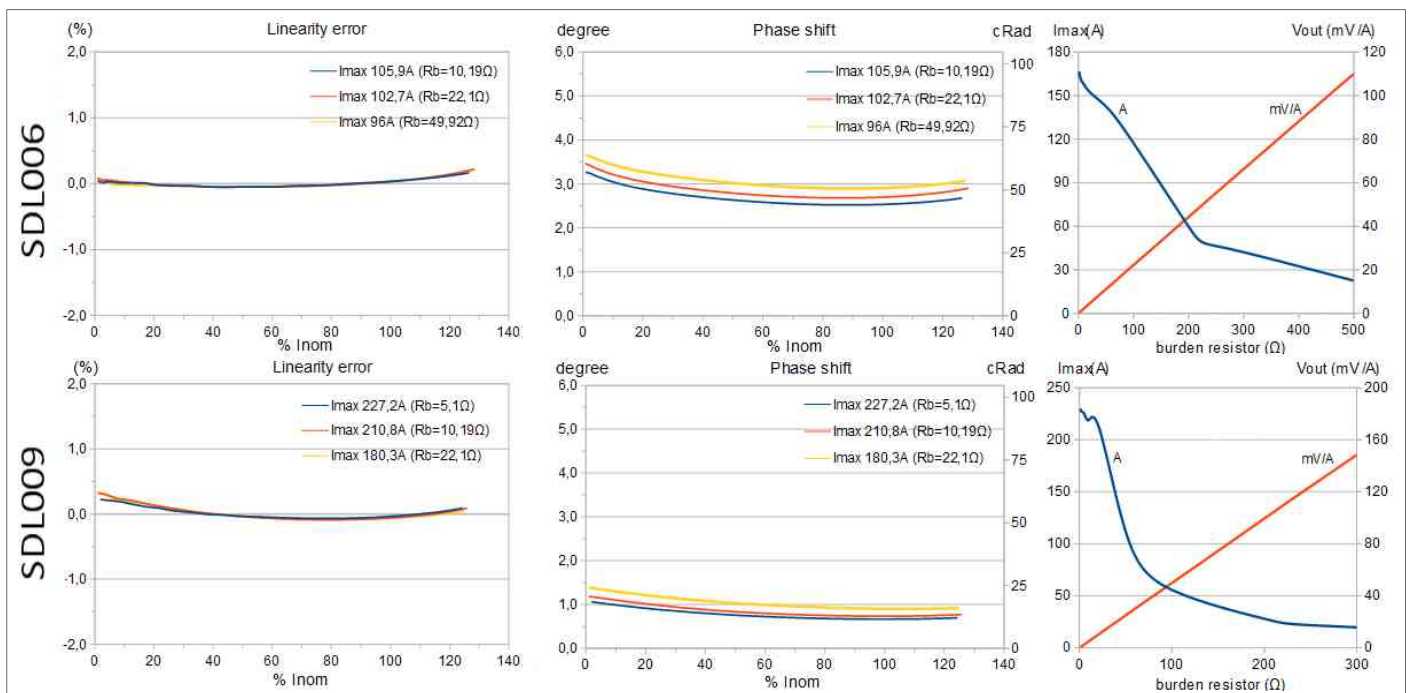 SDL006
(%) Linearity error
2,0
1,0
0,0
-1,0
-2,0
Imax 105,9A (Rb=10,19Ω)
Imax 102,7A (Rb=22,1Ω)
Imax 96A (Rb=49,92Ω)
0 20 40 60 80 100 120 140
% Inom
degree Phase shift cRad
6,0
5,0
4,0
3,0
2,0
1,0
0,0
100
75
50
25
0
Imax 105,9A (Rb=10,19Ω)
Imax 102,7A (Rb=22,1Ω)
Imax 96A (Rb=49,92Ω)
0 20 40 60 80 100 120 140
% Inom
Imax(A) Vout (mV/A)
180
150
120
90
60
30
0
120
100
80
60
40
20
0
A mV/A
0 100 200 300 400 500
burden resistor (Ω)
SDL009
(%) Linearity error
2,0
1,0
0,0
-1,0
-2,0
Imax 227,2A (Rb=5,1Ω)
Imax 210,8A (Rb=10,19Ω)
Imax 180,3A (Rb=22,1Ω)
0 20 40 60 80 100 120 140
% Inom
degree Phase shift cRad
6,0
5,0
4,0
3,0
2,0
1,0
0,0
100
75
50
25
0
Imax 227,2A (Rb=5,1Ω)
Imax 210,8A (Rb=10,19Ω)
Imax 180,3A (Rb=22,1Ω)
0 20 40 60 80 100 120 140
% Inom
Imax(A) Vout (mV/A)
250
200
150
100
50
0
200
160
120
80
40
0
A mV/A
0 100 200 300
burden resistor (Ω)